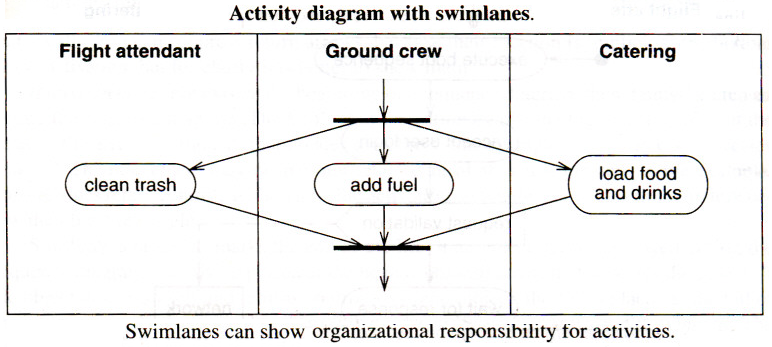 Activity diagram with swimlanes.
Flight attendant
Ground crew
Catering
clean trash
add fuel
load food
and drinks
Swimlanes can show organizational responsibility for activities.